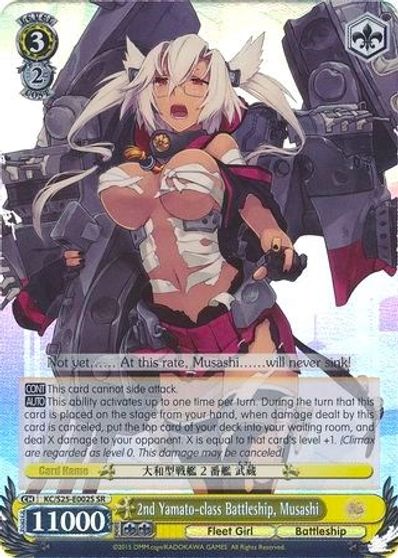 LEVEL
3
2
COST
Not yet…… At this rate, Musashi……will never sink!
CONT This card cannot side attack.
AUTO This ability activates up to one time per turn. During the turn that this
card is placed on the stage from your hand, when damage dealt by this
card is canceled, put the top card of your deck into your waiting room, and
deal X damage to your opponent. X is equal to that card's level +1. (Climax
are regarded as level 0. This damage may be canceled.)
Card Name
大和型戦艦 2 番艦 武蔵
CH KC/S25-E002S SR
2nd Yamato-class Battleship, Musashi
11000
Fleet Girl
Battleship
©2013 DMM.com/KADOKAWA GAMES. All Rights Reserved.